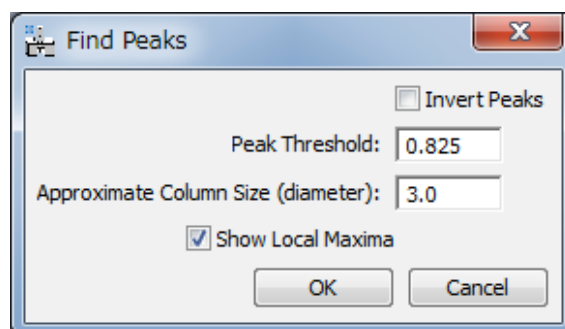 Find Peaks
Invert Peaks
Peak Threshold: 0.825
Approximate Column Size (diameter): 3.0
Show Local Maxima
OK Cancel